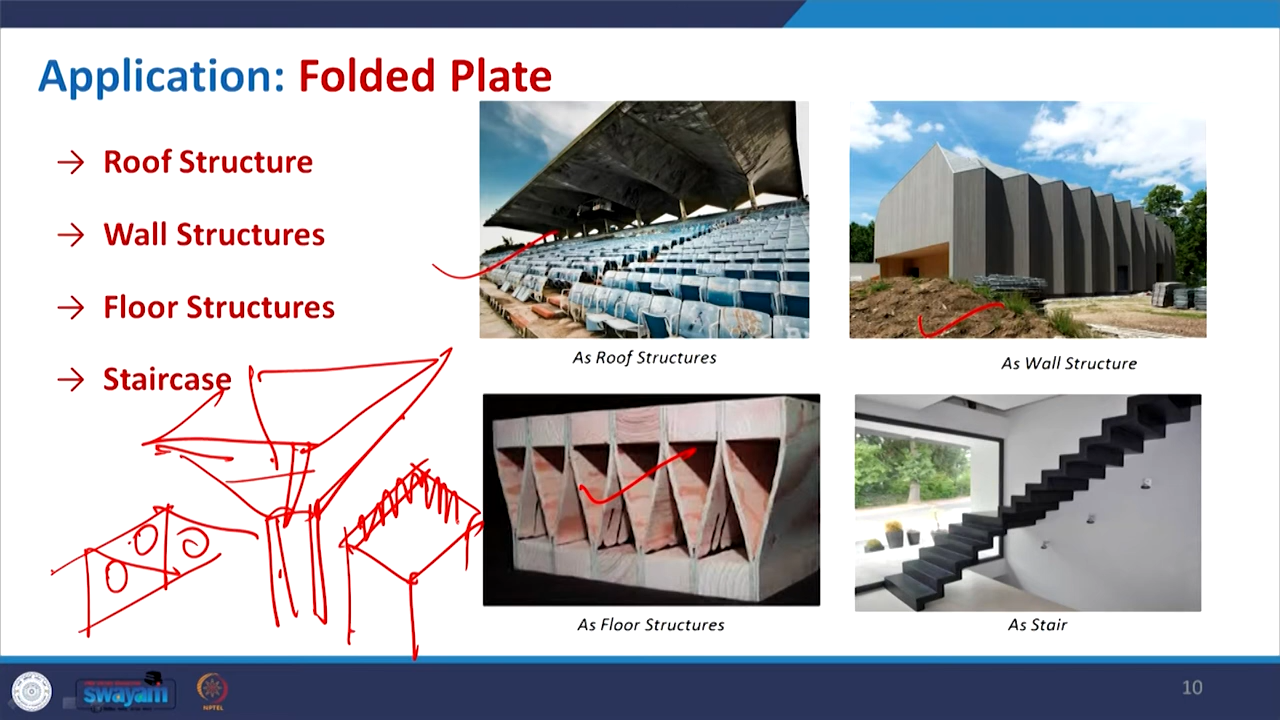 Application: Folded Plate
→ Roof Structure
→ Wall Structures
→ Floor Structures
→ Staircase
As Roof Structures
As Wall Structure
As Floor Structures
As Stair
swayam
NPTEL
10